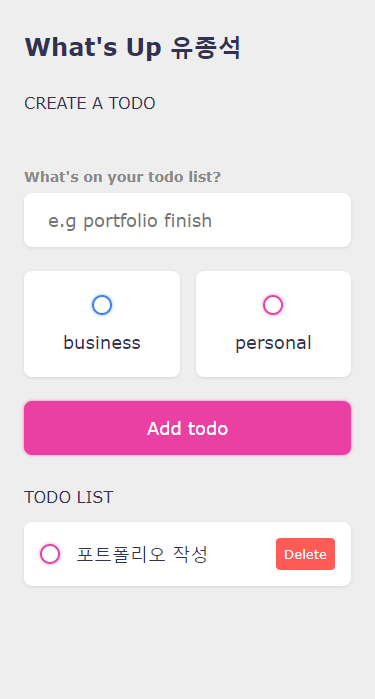 What's Up 유종석
CREATE A TODO
What's on your todo list?
e.g portfolio finish
business
personal
Add todo
TODO LIST
포트폴리오 작성
Delete